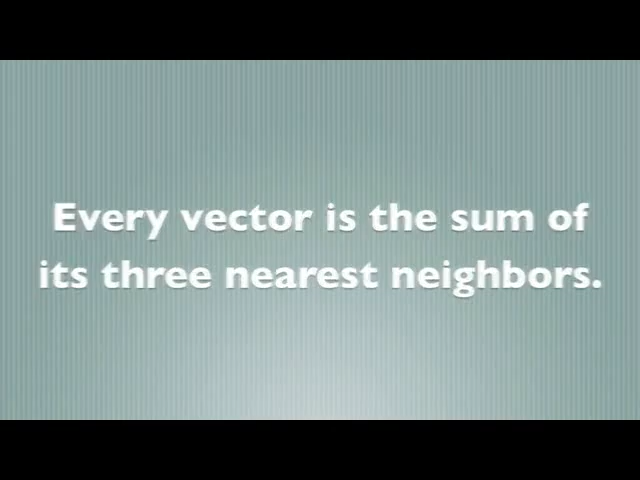 Every vector is the sum of
its three nearest neighbors.